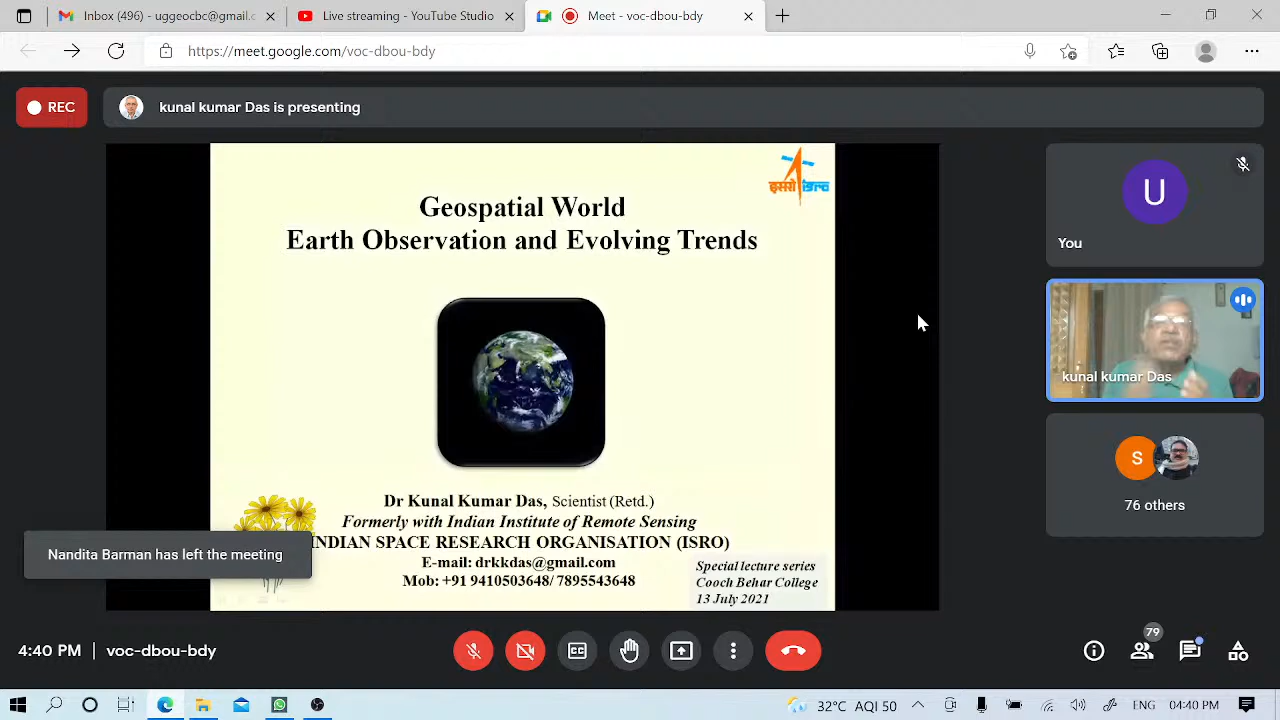 Inbox (496) - uggeocbc@gmail.co
Live streaming - YouTube Studio
Meet - voc-dbou-bdy
https://meet.google.com/voc-dbou-bdy
REC
kunal kumar Das is presenting
इसरो isro
Geospatial World
Earth Observation and Evolving Trends
U
You
kunal kumar Das
S
76 others
Dr Kunal Kumar Das, Scientist (Retd.)
Formerly with Indian Institute of Remote Sensing
INDIAN SPACE RESEARCH ORGANISATION (ISRO)
E-mail: drkkdas@gmail.com
Mob: +91 9410503648/ 7895543648
Special lecture series
Cooch Behar College
13 July 2021
Nandita Barman has left the meeting
4:40 PM | voc-dbou-bdy
CC
79
32°C AQI 50
ENG
04:40 PM